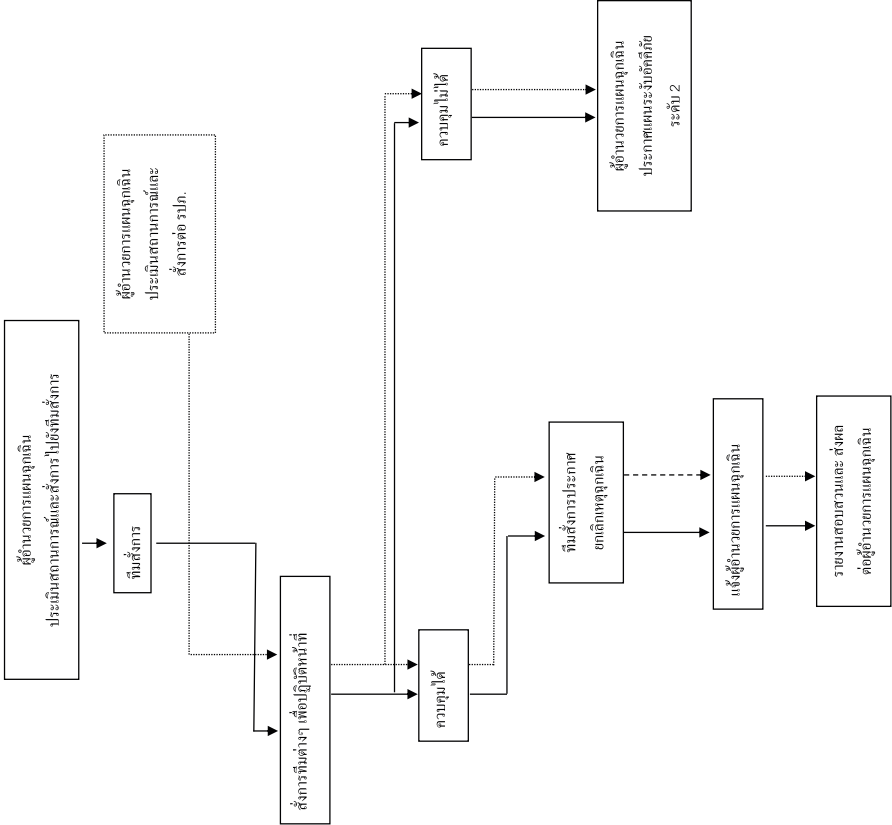 ผู้อำนวยการแผนฉุกเฉิน
ประเมินสถานการณ์และสั่งการไปยังทีมสั่งการ
ทีมสั่งการ
ผู้อำนวยการแผนฉุกเฉิน
ประเมินสถานการณ์และ
สั่งการต่อ รปภ.
สั่งการทีมต่างๆ เพื่อปฏิบัติหน้าที่
ควบคุมได้
ควบคุมไม่ได้
ทีมสั่งการประกาศ
ยกเลิกเหตุฉุกเฉิน
ผู้อำนวยการแผนฉุกเฉิน
ประกาศแผนระงับอัคคีภัย
ระดับ 2
แจ้งผู้อำนวยการแผนฉุกเฉิน
รายงานสอบสวนและ ส่งผล
ต่อผู้อำนวยการแผนฉุกเฉิน